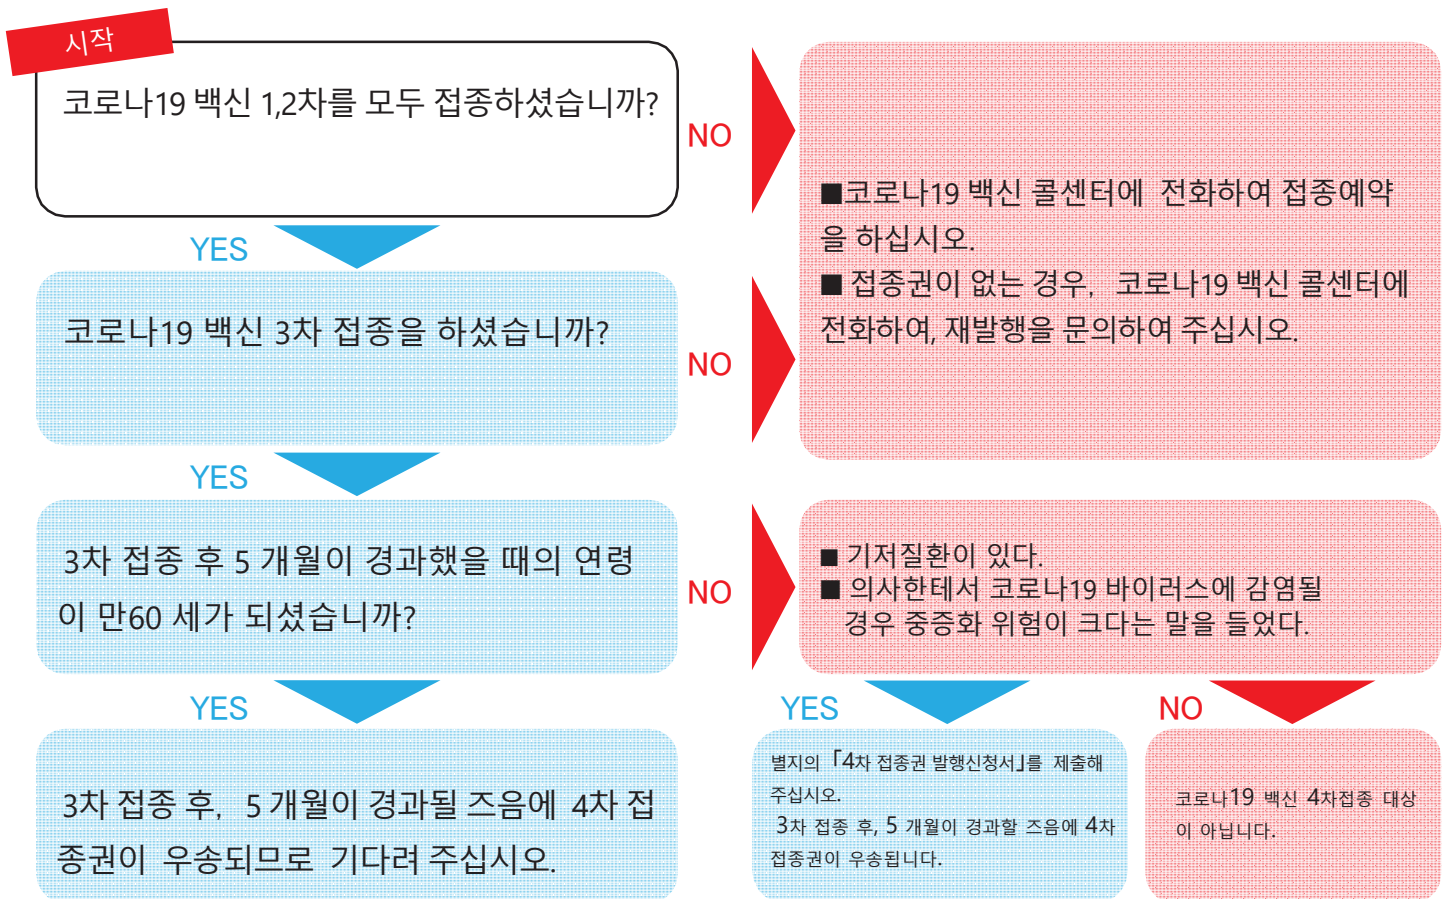 시작
코로나19 백신 1,2차를 모두 접종하셨습니까?
NO
■코로나19 백신 콜센터에 전화하여 접종예약
을 하십시오.
■ 접종권이 없는 경우, 코로나19 백신 콜센터에
전화하여, 재발행을 문의하여 주십시오.
YES
코로나19 백신 3차 접종을 하셨습니까?
NO
YES
3차 접종 후 5 개월이 경과했을 때의 연령
이 만60 세가 되셨습니까?
NO
■ 기저질환이 있다.
■ 의사한테서 코로나19 바이러스에 감염될
경우 중증화 위험이 크다는 말을 들었다.
YES
3차 접종 후, 5 개월이 경과될 즈음에 4차 접
종권이 우송되므로 기다려 주십시오.
YES
별지의 「4차 접종권 발행신청서」를 제출해
주십시오.
3차 접종 후, 5 개월이 경과할 즈음에 4차
접종권이 우송됩니다.
NO
코로나19 백신 4차접종 대상
이 아닙니다.